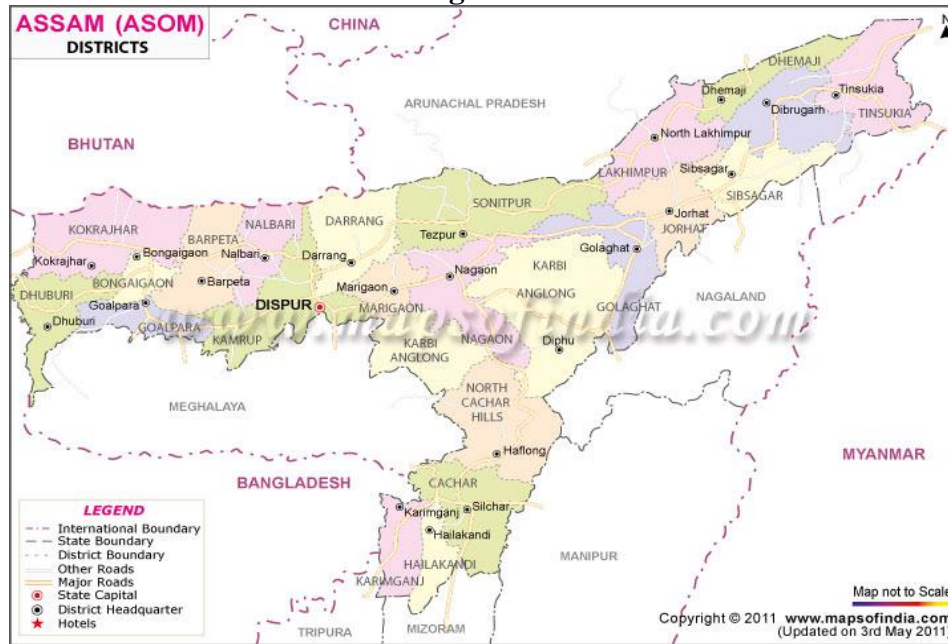 ASSAM (ASOM)
DISTRICTS
CHINA
N
BHUTAN
ARUNACHAL PRADESH
DHEMAJI
Dhemaji
Dibrugarh
Tinsukia
TINSUKIA
North Lakhimpur
LAKHIMPUR
Sibsagar
SIBSAGAR
Jorhat
JORHAT
SONITPUR
Tezpur
DARRANG
Darrang
NALBARI
Nalbari
BARPETA
Barpeta
KOKRAJHAR
Kokrajhar
Bongaigaon
BONGAIGAON
DHUBURI
Dhuburi
Goalpara
GOALPARA
KAMRUP
DISPUR
Marigaon
MARIGAON
Nagaon
NAGAON
KARBI
ANGLONG
Golaghat
GOLAGHAT
NAGALAND
www.mapsofindia.com
KARBI
ANGLONG
Diphu
MEGHALAYA
NORTH
CACHAR
HILLS
Haflong
BANGLADESH
MYANMAR
CACHAR
Karimganj
Silchar
Hailakandi
HAILAKANDI
KARIMGANJ
MANIPUR
TRIPURA
MIZORAM
LEGEND
International Boundary
State Boundary
District Boundary
Other Roads
Major Roads
State Capital
District Headquarter
Hotels
Map not to Scale
Copyright © 2011 www.mapsofindia.com
(Updated on 3rd May 2011)